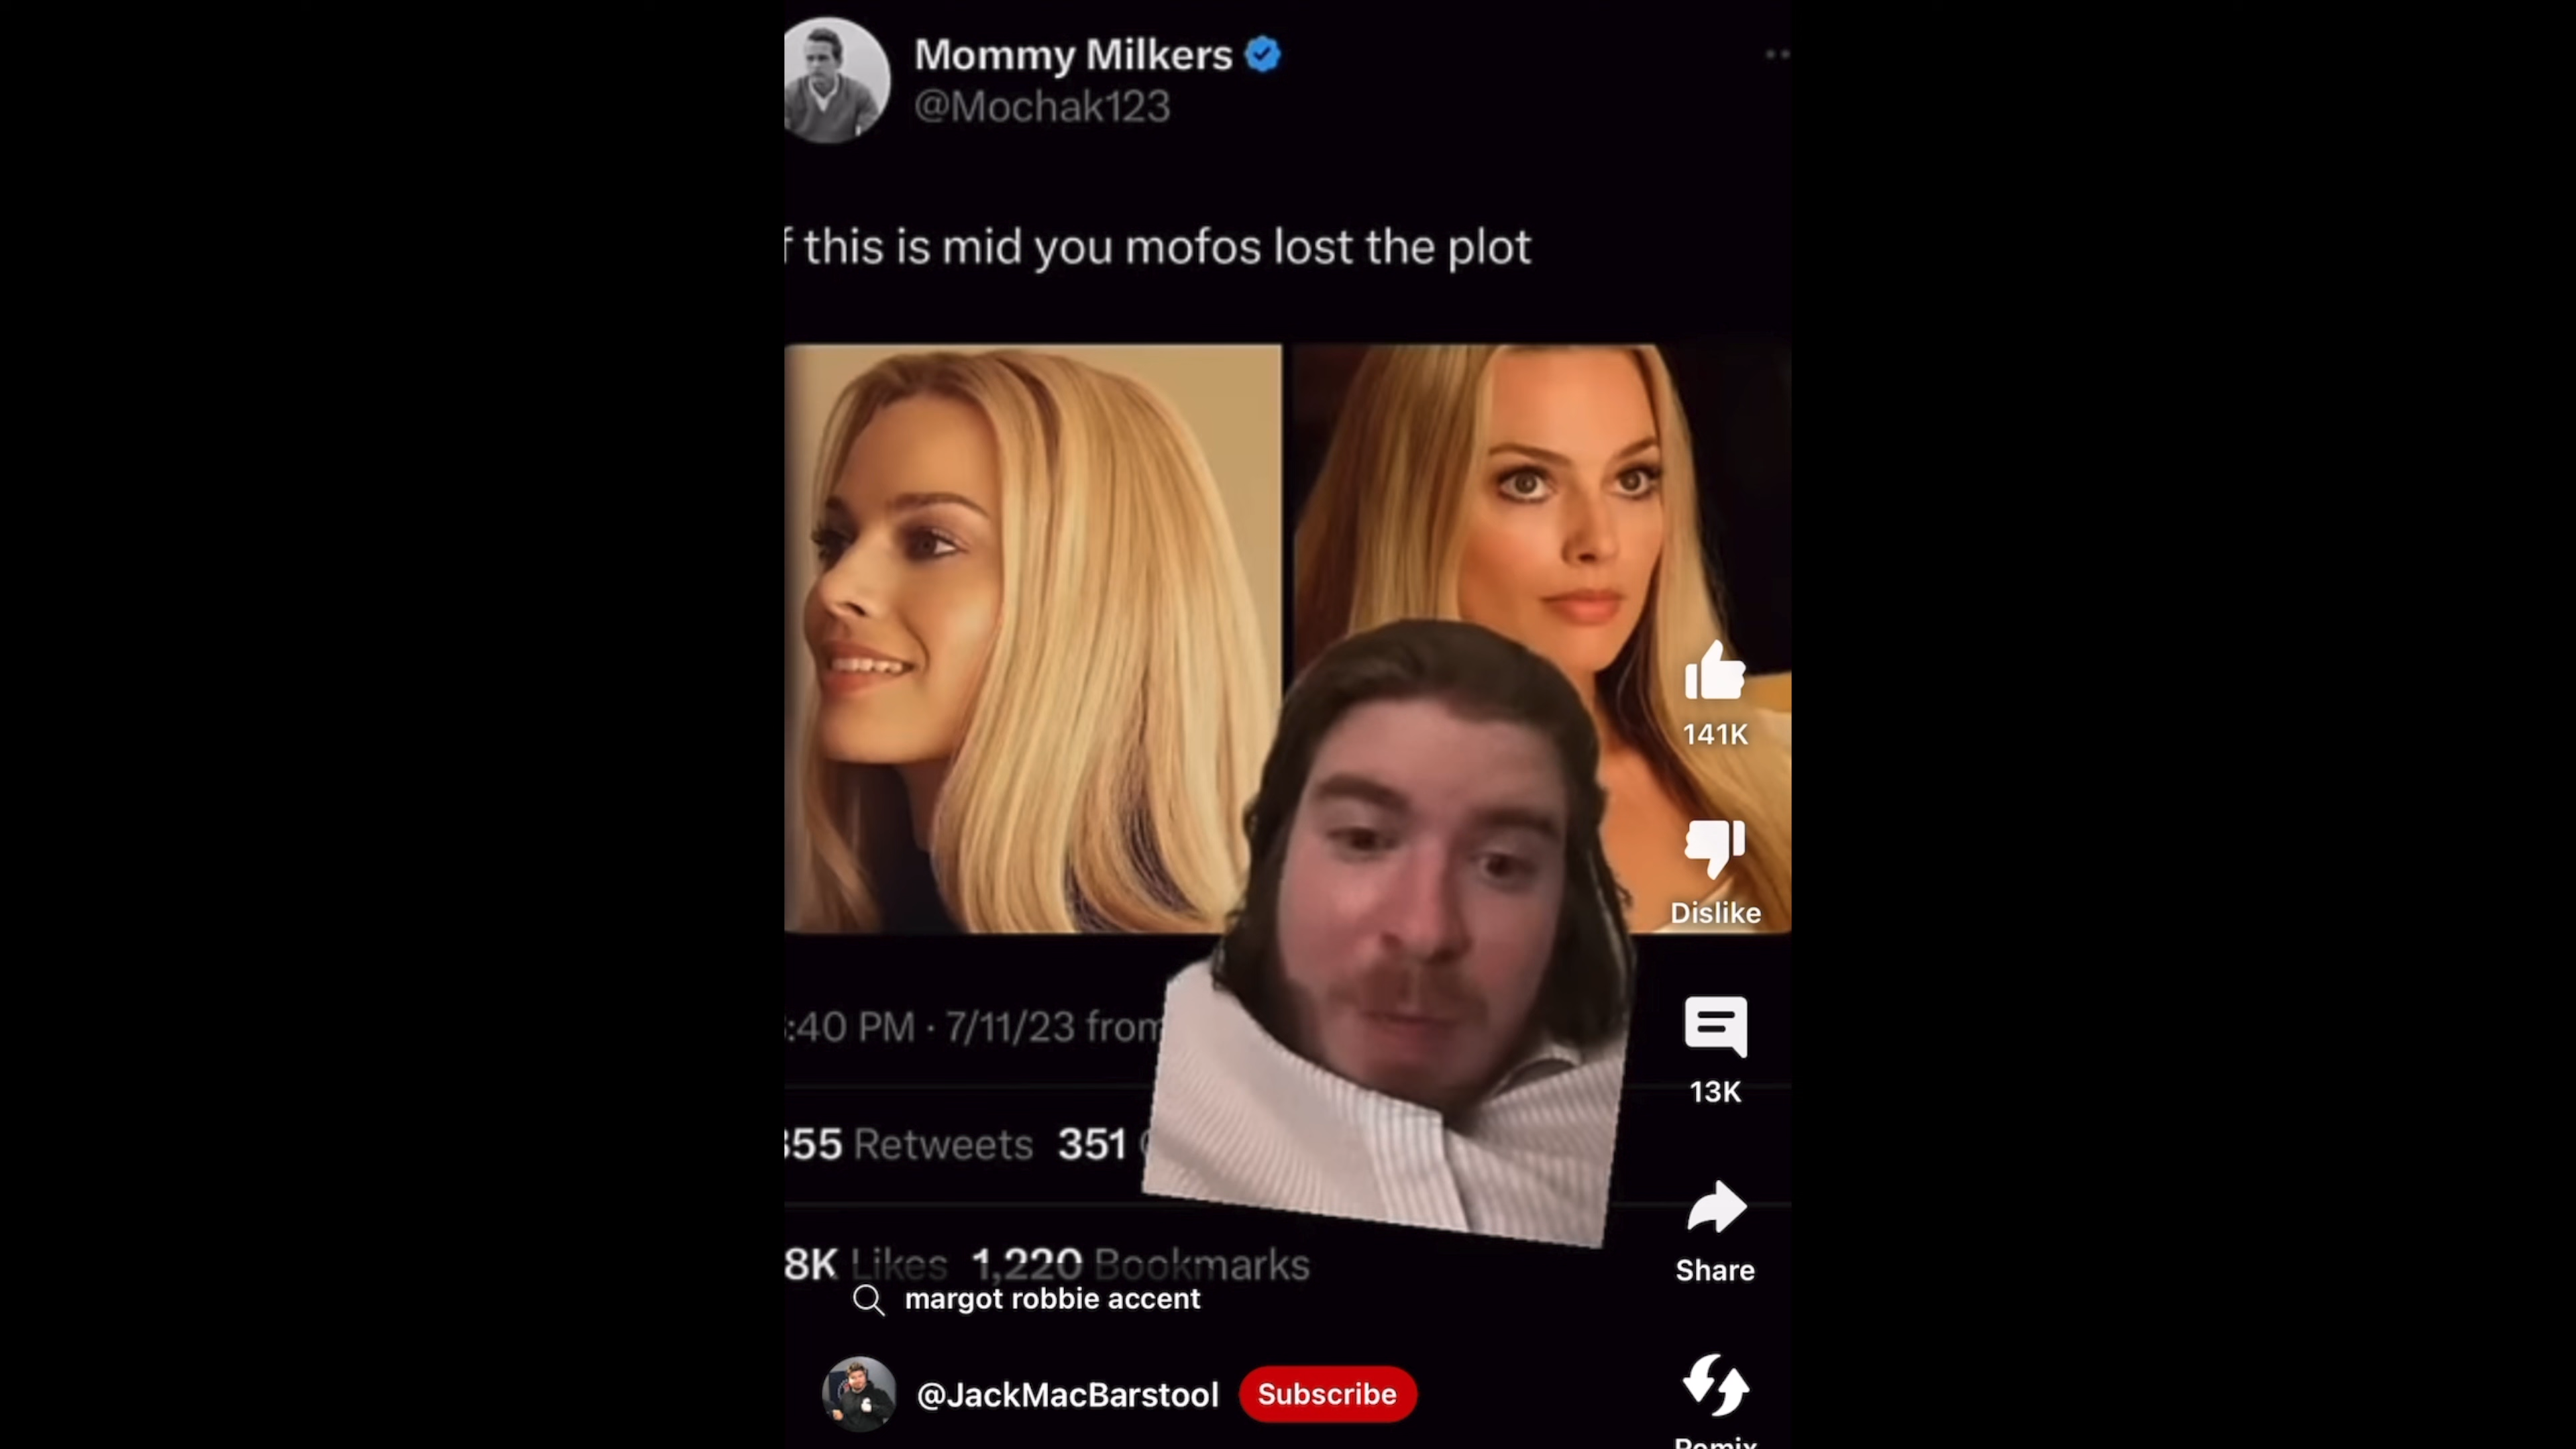 Mommy Milkers
@Mochak123
f this is mid you mofos lost the plot
:40 PM · 7/11/23 from
355 Retweets 351
8K Likes 1,220 Bookmarks
margot robbie accent
@JackMacBarstool Subscribe
141K
Dislike
13K
Share
Remix